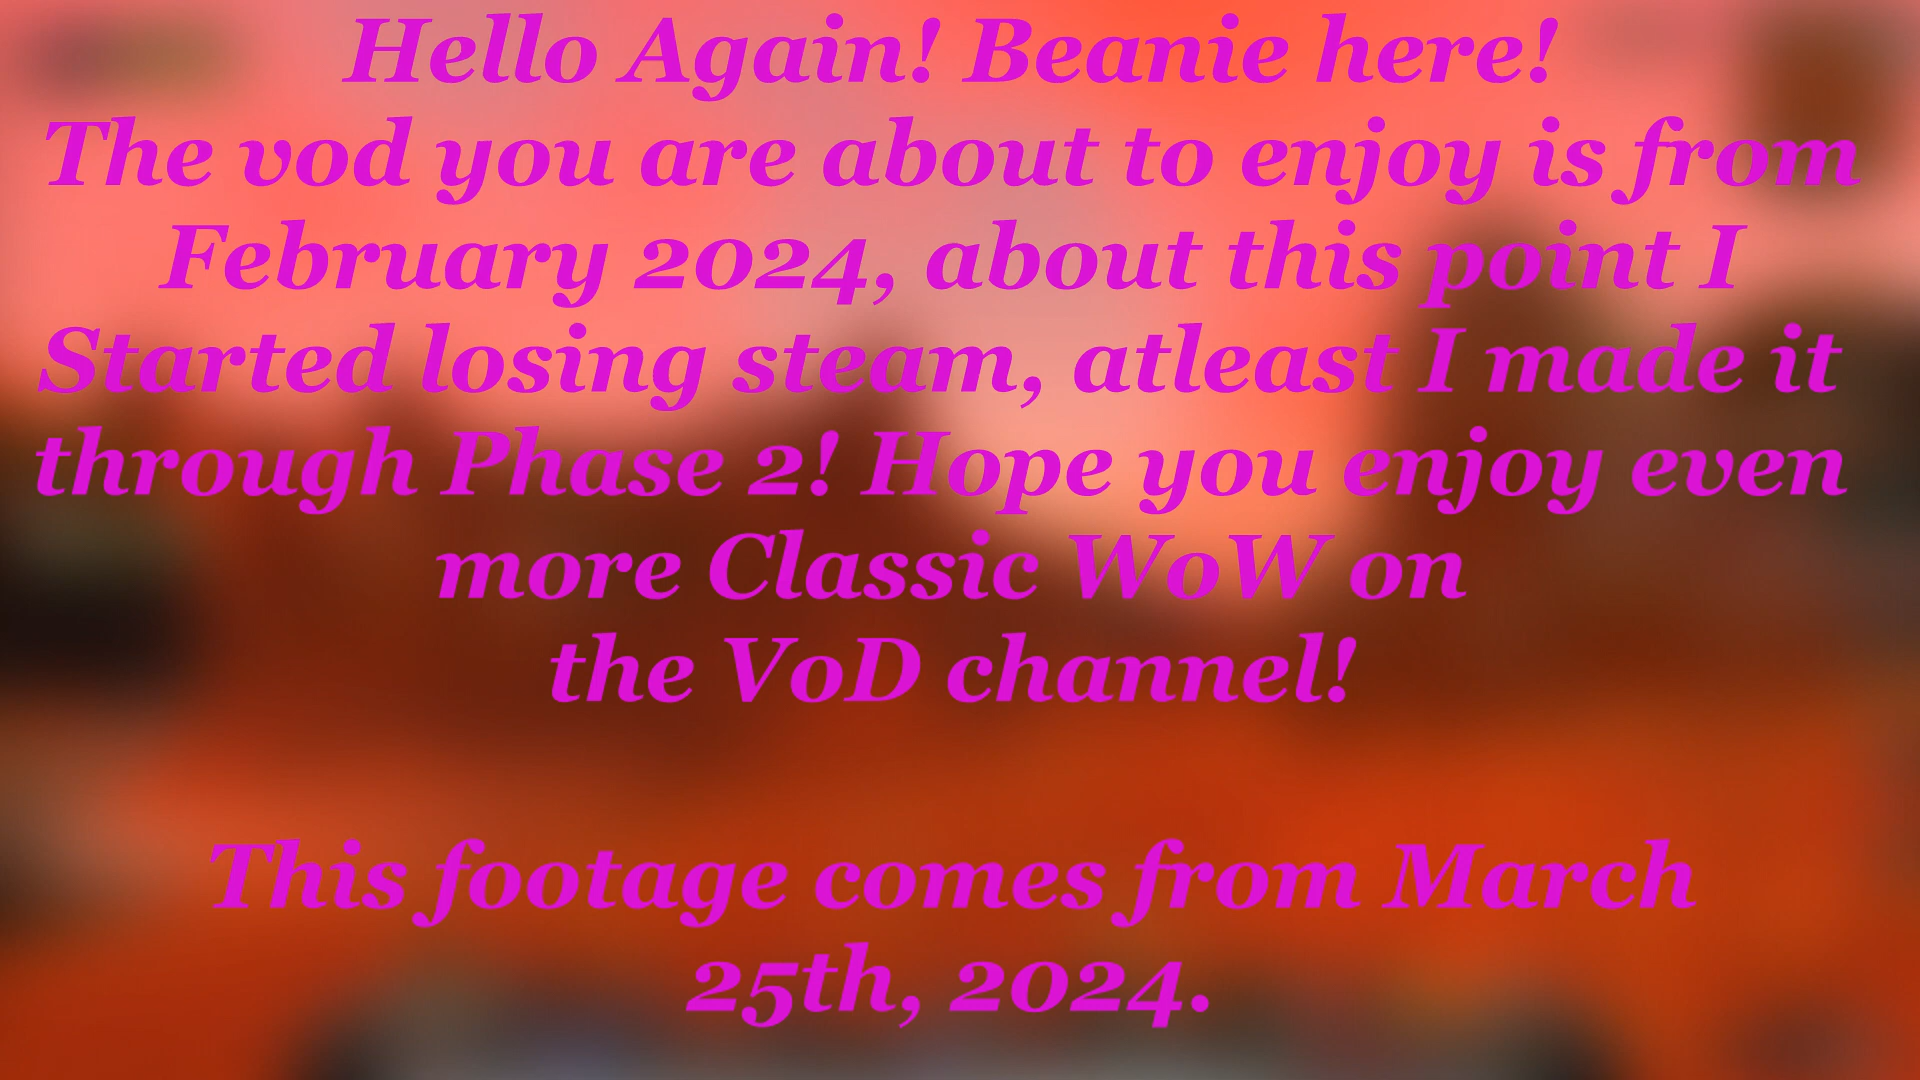 Hello Again! Beanie here!
The vod you are about to enjoy is from
February 2024, about this point I
Started losing steam, atleast I made it
through Phase 2! Hope you enjoy even
more Classic WoW on
the VoD channel!
This footage comes from March
25th, 2024.